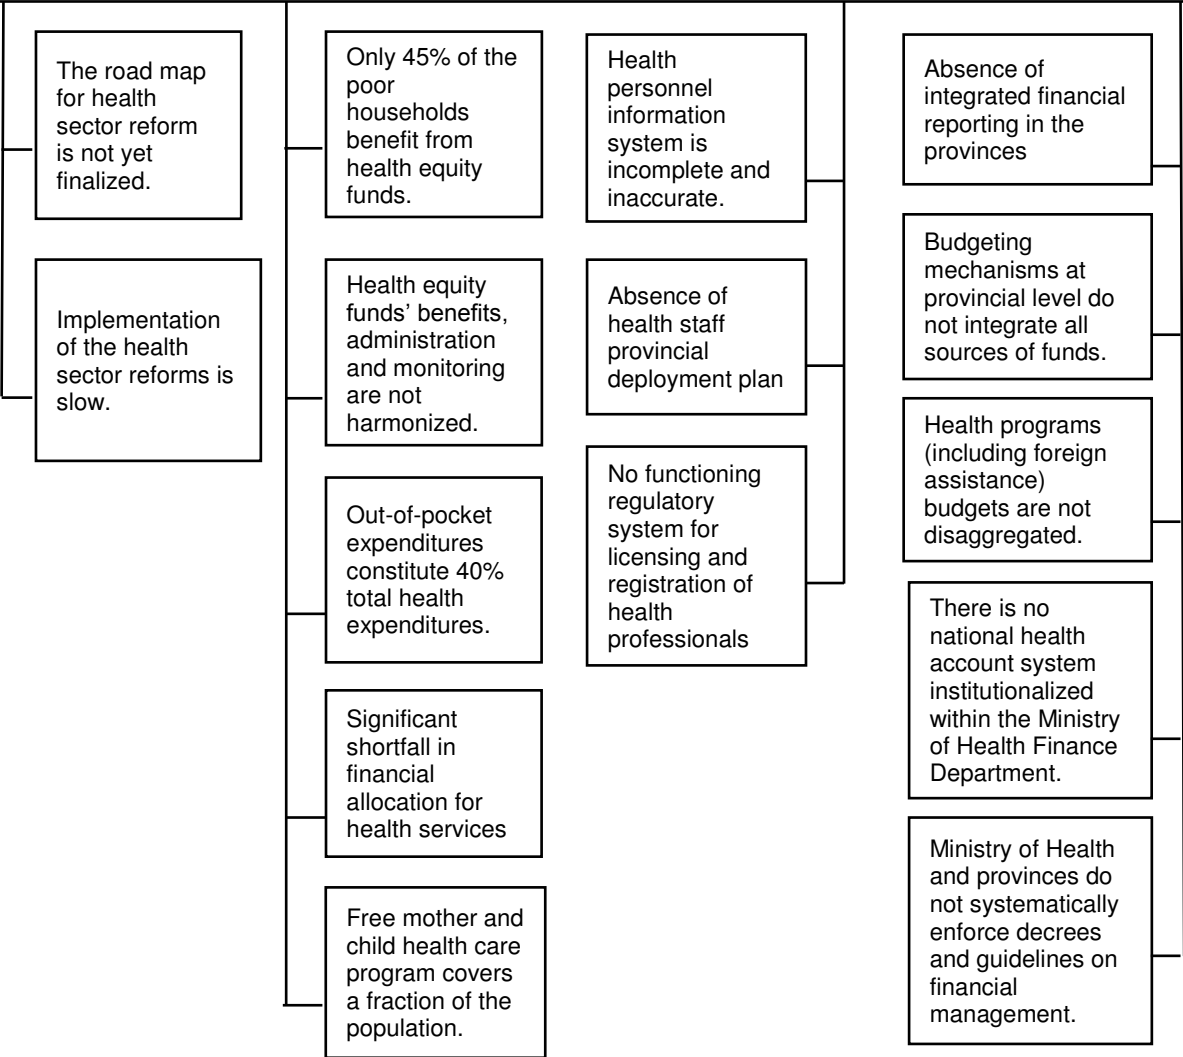 The road map
for health
sector reform
is not yet
finalized.
Implementation
of the health
sector reforms is
slow.
Only 45% of the
poor
households
benefit from
health equity
funds.
Health equity
funds’ benefits,
administration
and monitoring
are not
harmonized.
Out-of-pocket
expenditures
constitute 40%
total health
expenditures.
Significant
shortfall in
financial
allocation for
health services
Free mother and
child health care
program covers
a fraction of the
population.
Health
personnel
information
system is
incomplete and
inaccurate.
Absence of
health staff
provincial
deployment plan
No functioning
regulatory
system for
licensing and
registration of
health
professionals
Absence of
integrated financial
reporting in the
provinces
Budgeting
mechanisms at
provincial level do
not integrate all
sources of funds.
Health programs
(including foreign
assistance)
budgets are not
disaggregated.
There is no
national health
account system
institutionalized
within the Ministry
of Health Finance
Department.
Ministry of Health
and provinces do
not systematically
enforce decrees
and guidelines on
financial
management.